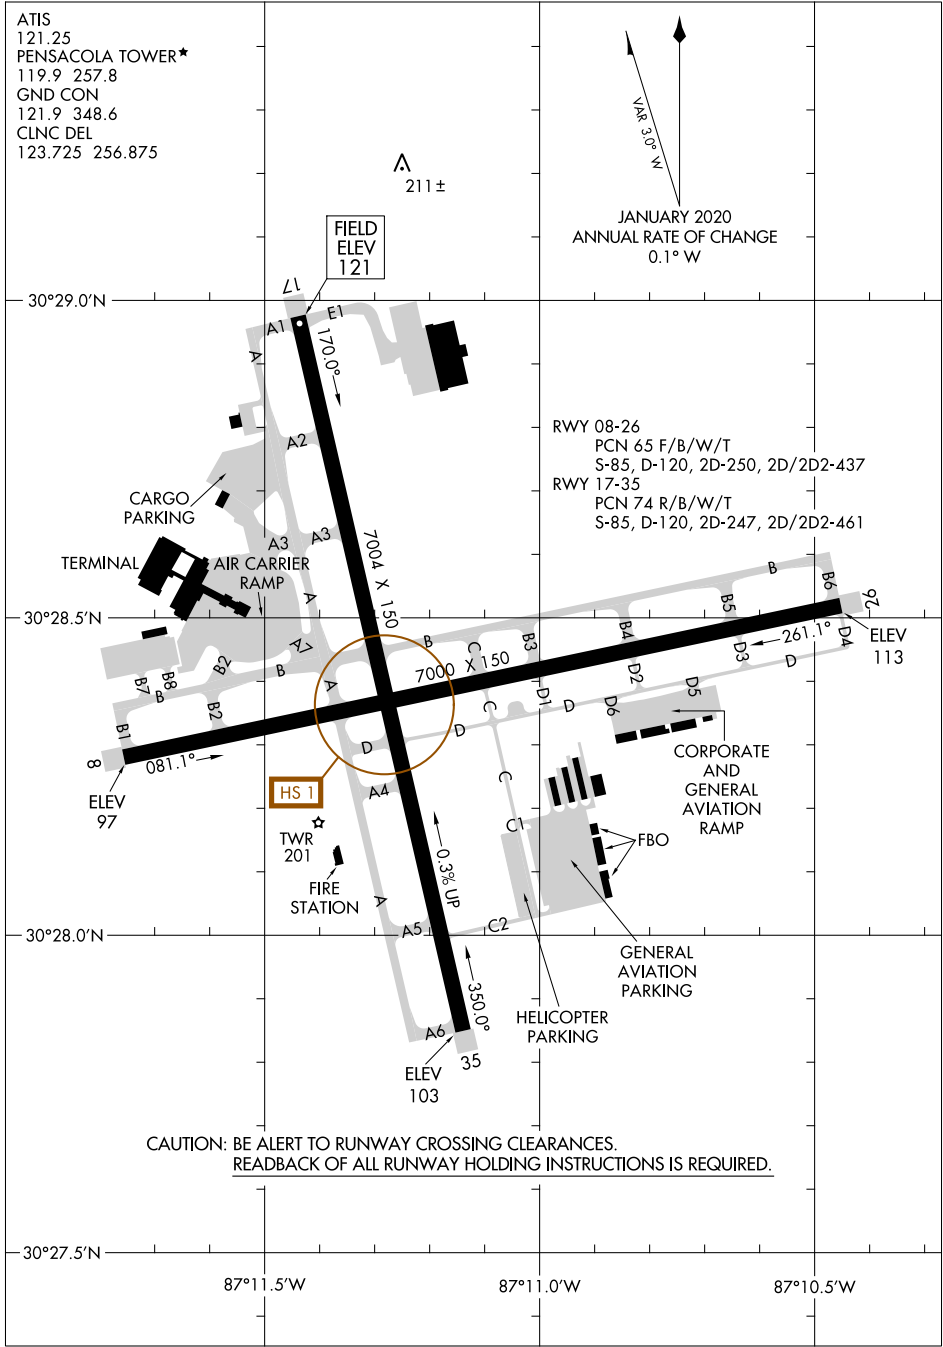 ATIS
121.25
PENSACOLA TOWER★
119.9 257.8
GND CON
121.9 348.6
CLNC DEL
123.725 256.875
VAR 3.0° W
JANUARY 2020
ANNUAL RATE OF CHANGE
0.1° W
211±
FIELD
ELEV
121
30°29.0'N
17
A1
E1
A
170.0°
A2
RWY 08-26
PCN 65 F/B/W/T
S-85, D-120, 2D-250, 2D/2D2-437
RWY 17-35
PCN 74 R/B/W/T
S-85, D-120, 2D-247, 2D/2D2-461
CARGO
PARKING
A3
A3
7004 X 150
TERMINAL
AIR CARRIER
RAMP
A
B
B6
B5
26
30°28.5'N
B4
B3
261.1°
D4
ELEV
113
A7
B
C
B2
B
7000 X 150
D3
D
B7
B8
B
A
D2
D5
B2
C
D1
D
D6
B1
D
D
8
081.1°
C
CORPORATE
AND
GENERAL
AVIATION
RAMP
ELEV
97
HS 1
A4
C1
TWR
201
FBO
0.3% UP
FIRE
STATION
A
A5
C2
30°28.0'N
GENERAL
AVIATION
PARKING
350.0°
HELICOPTER
PARKING
A6
35
ELEV
103
CAUTION: BE ALERT TO RUNWAY CROSSING CLEARANCES.
READBACK OF ALL RUNWAY HOLDING INSTRUCTIONS IS REQUIRED.
30°27.5'N
87°11.5'W
87°11.0'W
87°10.5'W